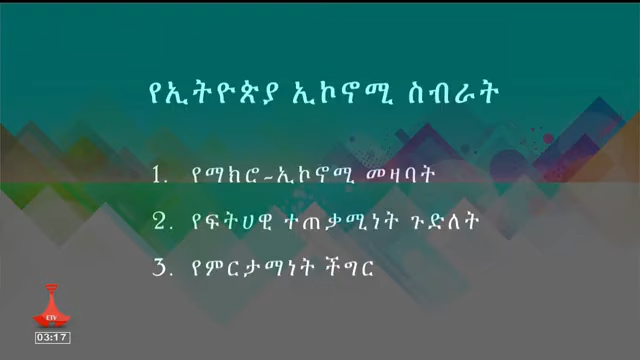 የኢትዮጵያ ኢኮኖሚ ስብራት
1. የማክሮ-ኢኮኖሚ መዛባት
2. የፍትሀዊ ተጠቃሚነት ጉድለት
3. የምርታማነት ችግር
ETV
03:17